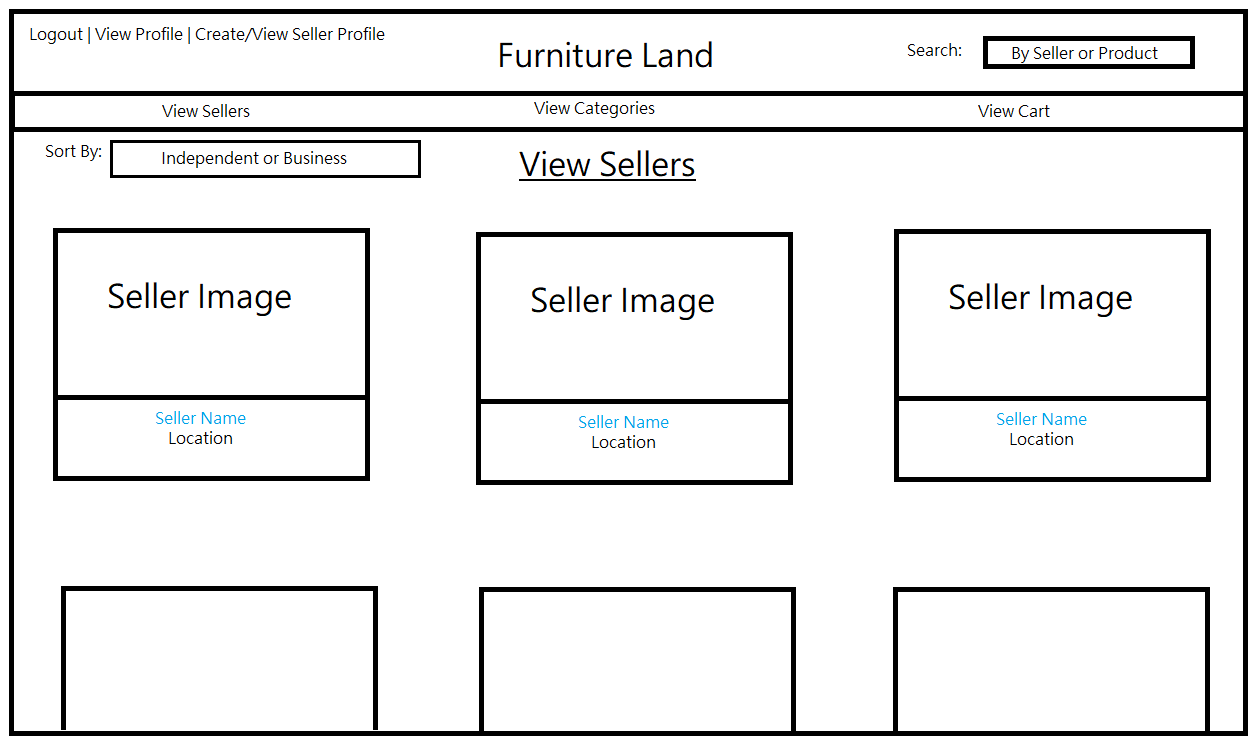 Logout | View Profile | Create/View Seller Profile
Furniture Land
Search:
By Seller or Product
View Sellers
View Categories
View Cart
Sort By:
Independent or Business
View Sellers
Seller Image
Seller Image
Seller Image
Seller Name
Location
Seller Name
Location
Seller Name
Location